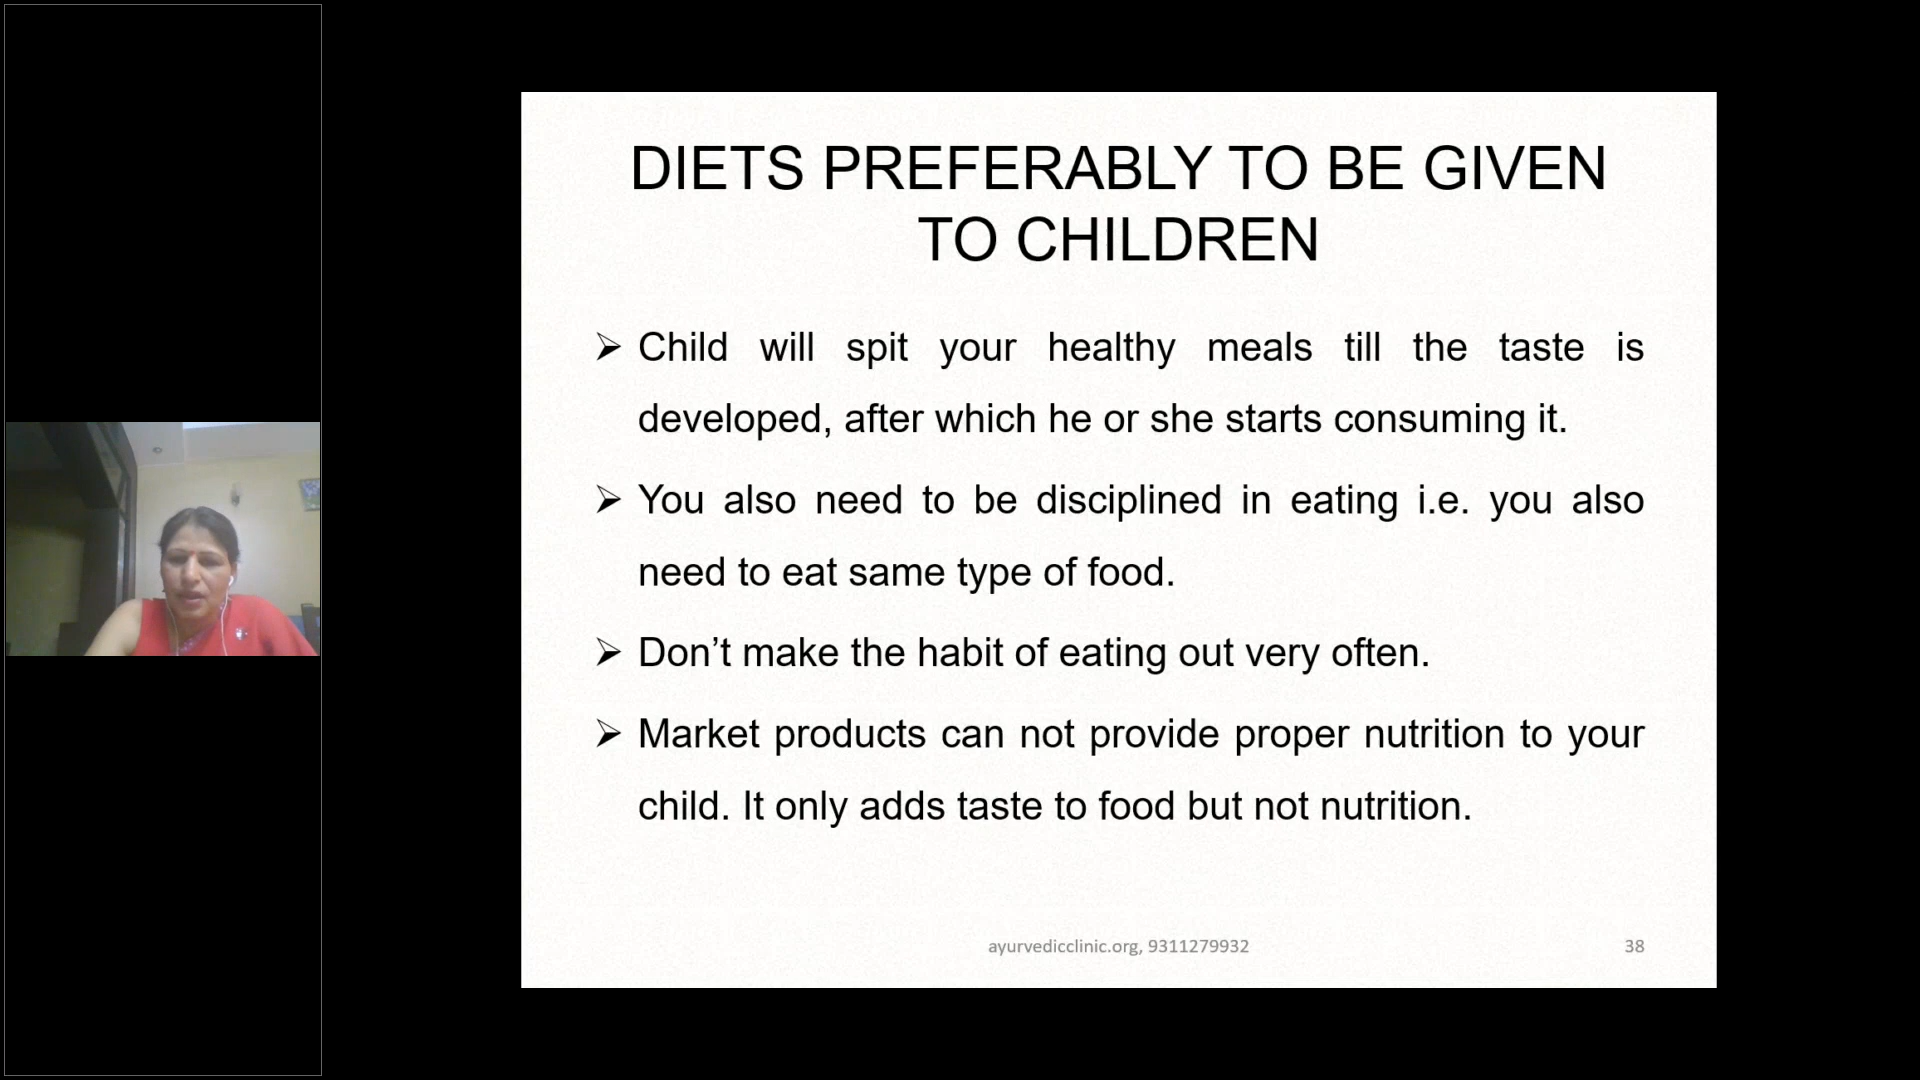 DIETS PREFERABLY TO BE GIVEN
TO CHILDREN
➢ Child will spit your healthy meals till the taste is
developed, after which he or she starts consuming it.
➢ You also need to be disciplined in eating i.e. you also
need to eat same type of food.
➢ Don’t make the habit of eating out very often.
➢ Market products can not provide proper nutrition to your
child. It only adds taste to food but not nutrition.
ayurvedicclinic.org, 9311279932
38